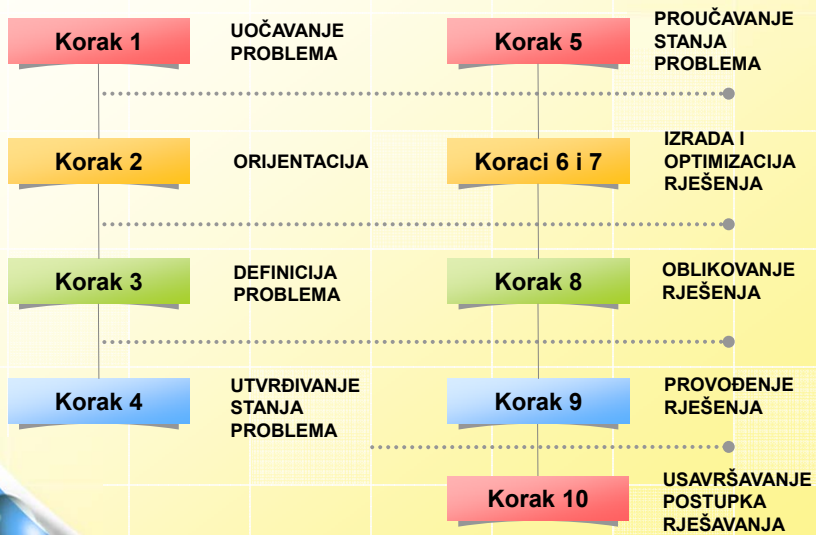 Korak 1
UOČAVANJE
PROBLEMA
Korak 2
ORIJENTACIJA
Korak 3
DEFINICIJA
PROBLEMA
Korak 4
UTVRĐIVANJE
STANJA
PROBLEMA
Korak 5
PROUČAVANJE
STANJA
PROBLEMA
Koraci 6 i 7
IZRADA I
OPTIMIZACIJA
RJEŠENJA
Korak 8
OBLIKOVANJE
RJEŠENJA
Korak 9
PROVOĐENJE
RJEŠENJA
Korak 10
USAVRŠAVANJE
POSTUPKA
RJEŠAVANJA